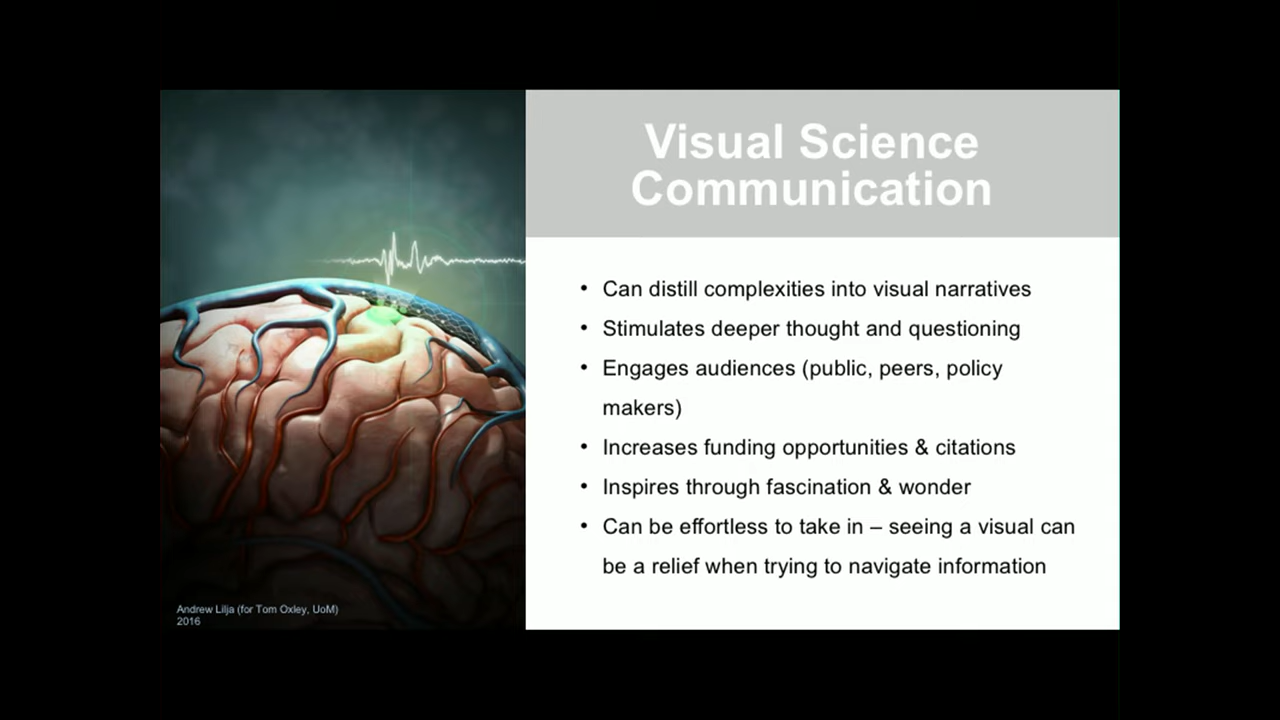 Visual Science
Communication
• Can distill complexities into visual narratives
• Stimulates deeper thought and questioning
• Engages audiences (public, peers, policy
makers)
• Increases funding opportunities & citations
• Inspires through fascination & wonder
• Can be effortless to take in – seeing a visual can
be a relief when trying to navigate information
Andrew Lilja (for Tom Oxley, UoM)
2016